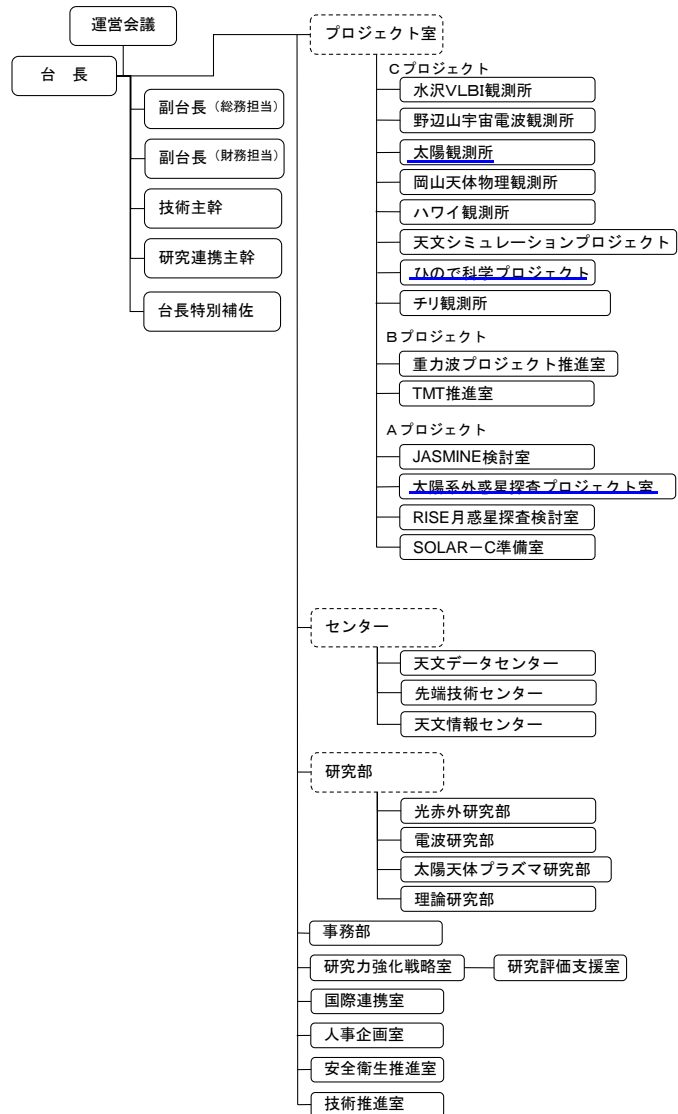 運営会議
台　長
副台長（総務担当）
副台長（財務担当）
技術主幹
研究連携主幹
台長特別補佐
プロジェクト室
Cプロジェクト
水沢VLBI観測所
野辺山宇宙電波観測所
太陽観測所
岡山天体物理観測所
ハワイ観測所
天文シミュレーションプロジェクト
ひので科学プロジェクト
チリ観測所
Bプロジェクト
重力波プロジェクト推進室
TMT推進室
Aプロジェクト
JASMINE検討室
太陽系外惑星探査プロジェクト室
RISE月惑星探査検討室
SOLAR－C準備室
センター
天文データセンター
先端技術センター
天文情報センター
研究部
光赤外研究部
電波研究部
太陽天体プラズマ研究部
理論研究部
事務部
研究力強化戦略室
研究評価支援室
国際連携室
人事企画室
安全衛生推進室
技術推進室